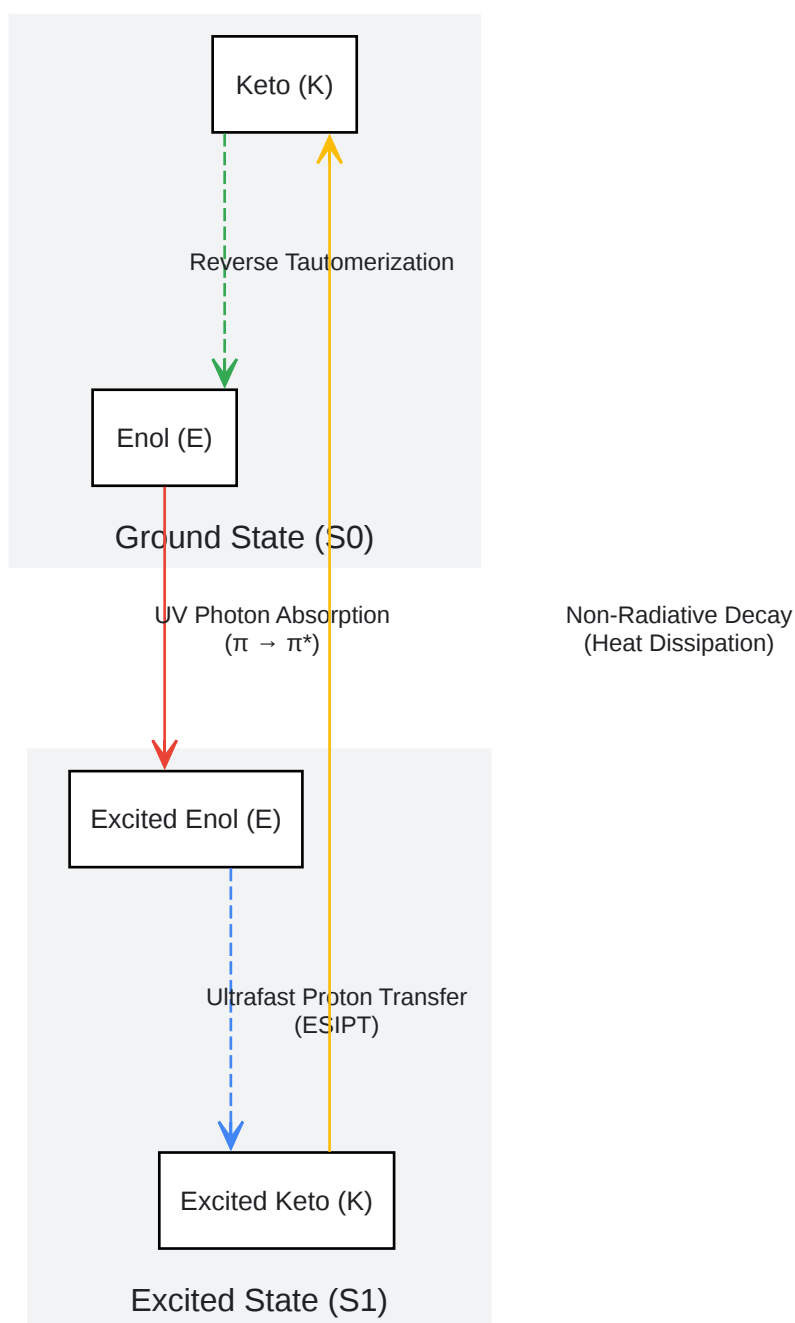 Keto (K)
Reverse Tautomerization
Enol (E)
Ground State (S0)
UV Photon Absorption
(π → π*)
Non-Radiative Decay
(Heat Dissipation)
Excited Enol (E)
Ultrafast Proton Transfer
(ESIPT)
Excited Keto (K)
Excited State (S1)